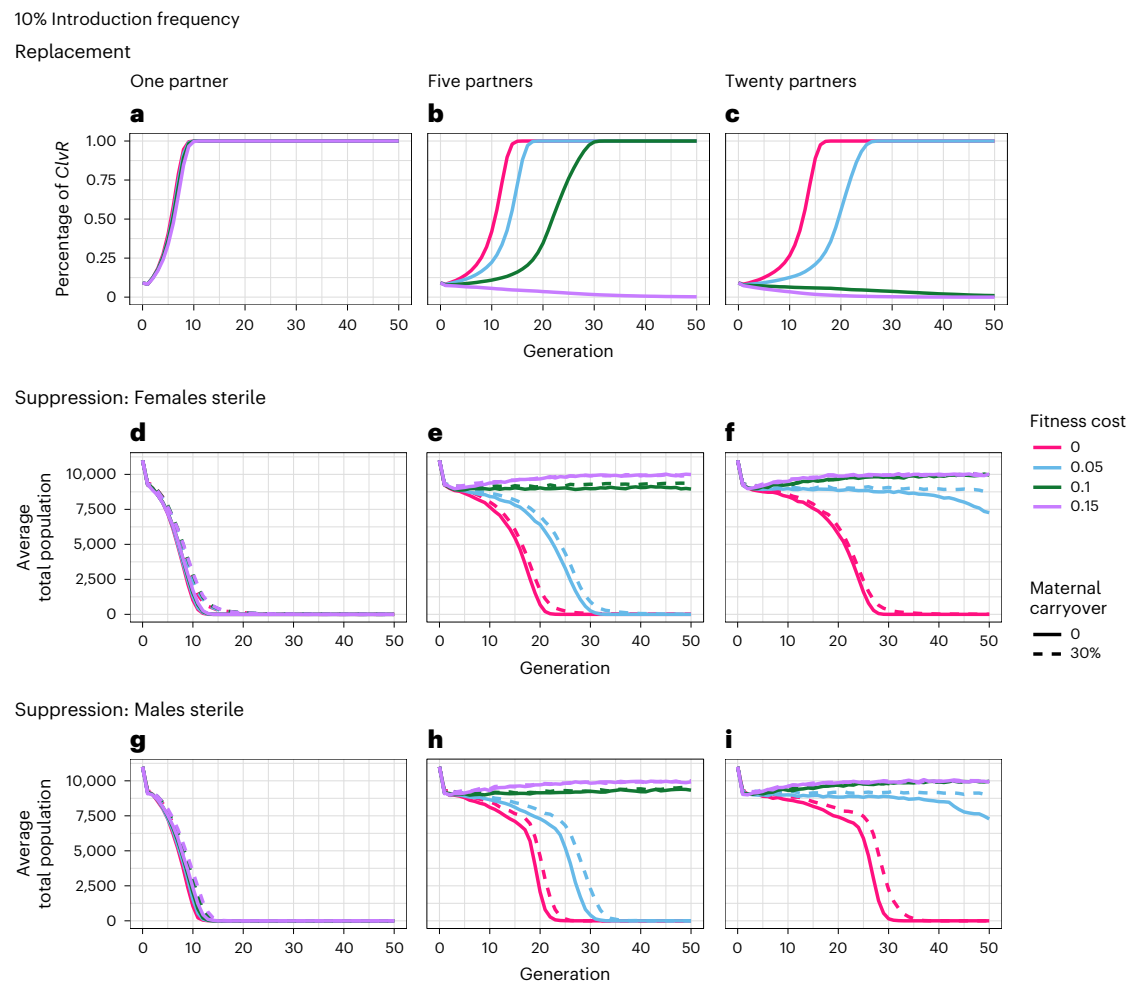 10% Introduction frequency
Replacement
One partner
Five partners
Twenty partners
a
b
c
Percentage of ClvR
1.00
0.75
0.50
0.25
0
0 10 20 30 40 50
0 10 20 30 40 50
0 10 20 30 40 50
Generation
Suppression: Females sterile
d
e
f
Average
total population
10,000
7,500
5,000
2,500
0
0 10 20 30 40 50
0 10 20 30 40 50
0 10 20 30 40 50
Generation
Fitness cost
0
0.05
0.1
0.15
Maternal
carryover
0
30%
Suppression: Males sterile
g
h
i
Average
total population
10,000
7,500
5,000
2,500
0
0 10 20 30 40 50
0 10 20 30 40 50
0 10 20 30 40 50
Generation